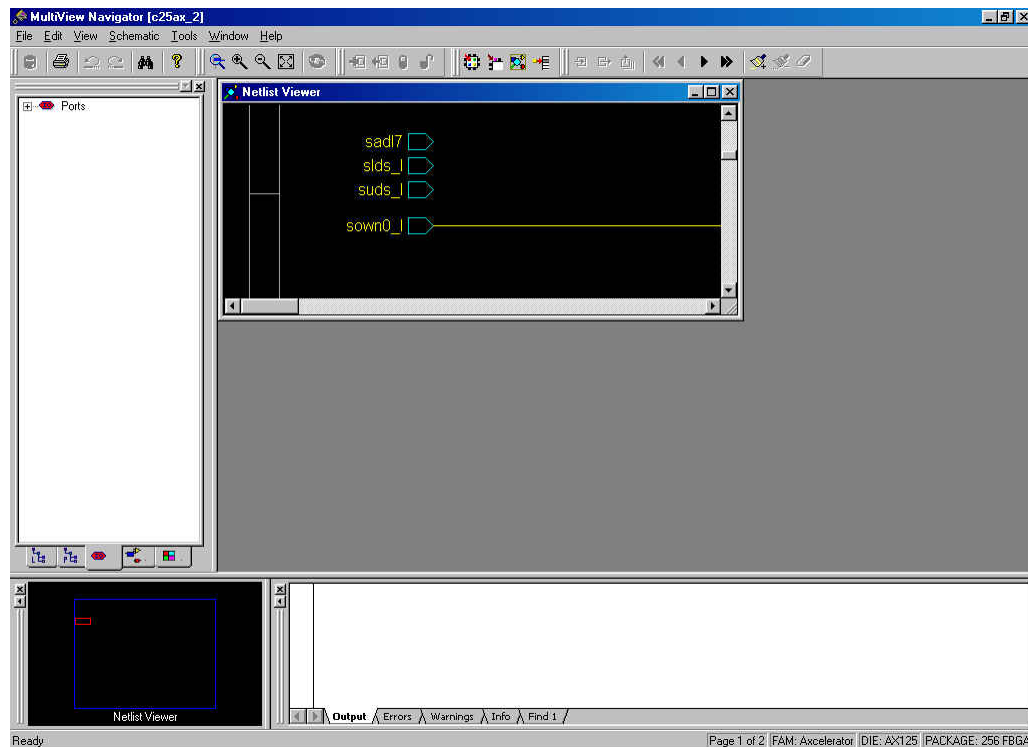 MultiView Navigator [c25ax_2]
File Edit View Schematic Tools Window Help
Ports
Netlist Viewer
sadl7
slds_l
suds_l
sown0_l
Netlist Viewer
Output Errors Warnings Info Find 1
Ready
Page 1 of 2 FAM: Axcelerator DIE: AX125 PACKAGE: 256 FBGA